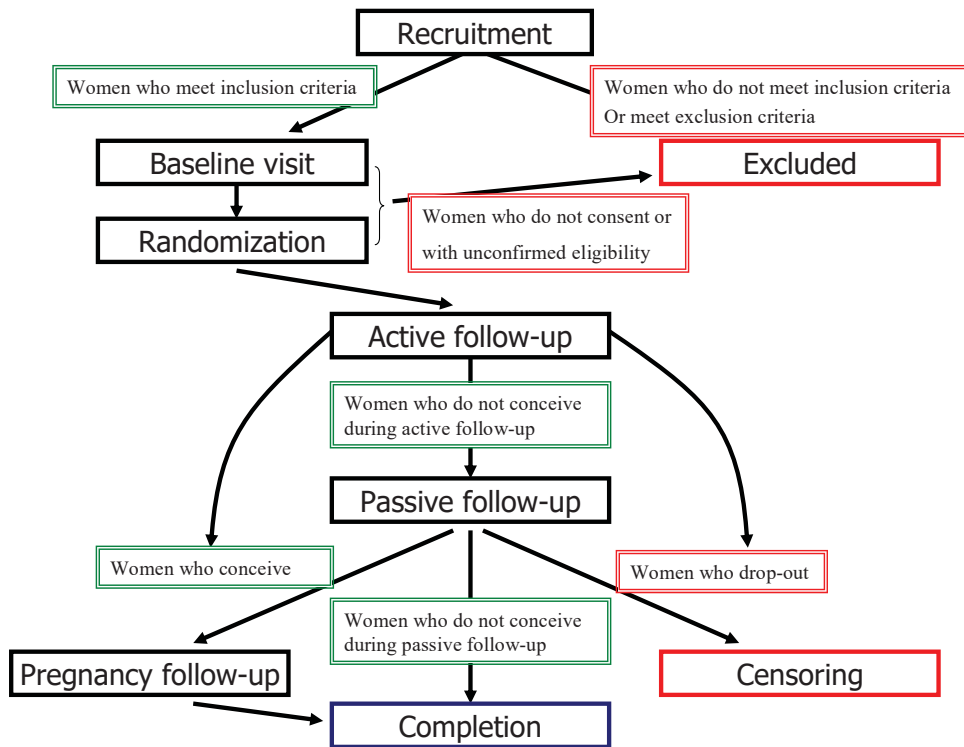 Recruitment
Women who meet inclusion criteria
Women who do not meet inclusion criteria
Or meet exclusion criteria
Baseline visit
Excluded
Women who do not consent or
with unconfirmed eligibility
Randomization
Active follow-up
Women who do not conceive
during active follow-up
Passive follow-up
Women who conceive
Women who drop-out
Women who do not conceive
during passive follow-up
Pregnancy follow-up
Censoring
Completion